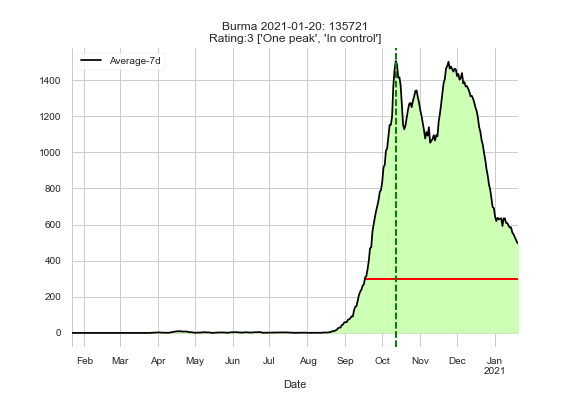 Burma 2021-01-20: 135721
Rating:3 ['One peak', 'In control']
Average-7d
1400
1200
1000
800
600
400
200
0
Feb Mar Apr May Jun Jul Aug Sep Oct Nov Dec Jan
2021
Date